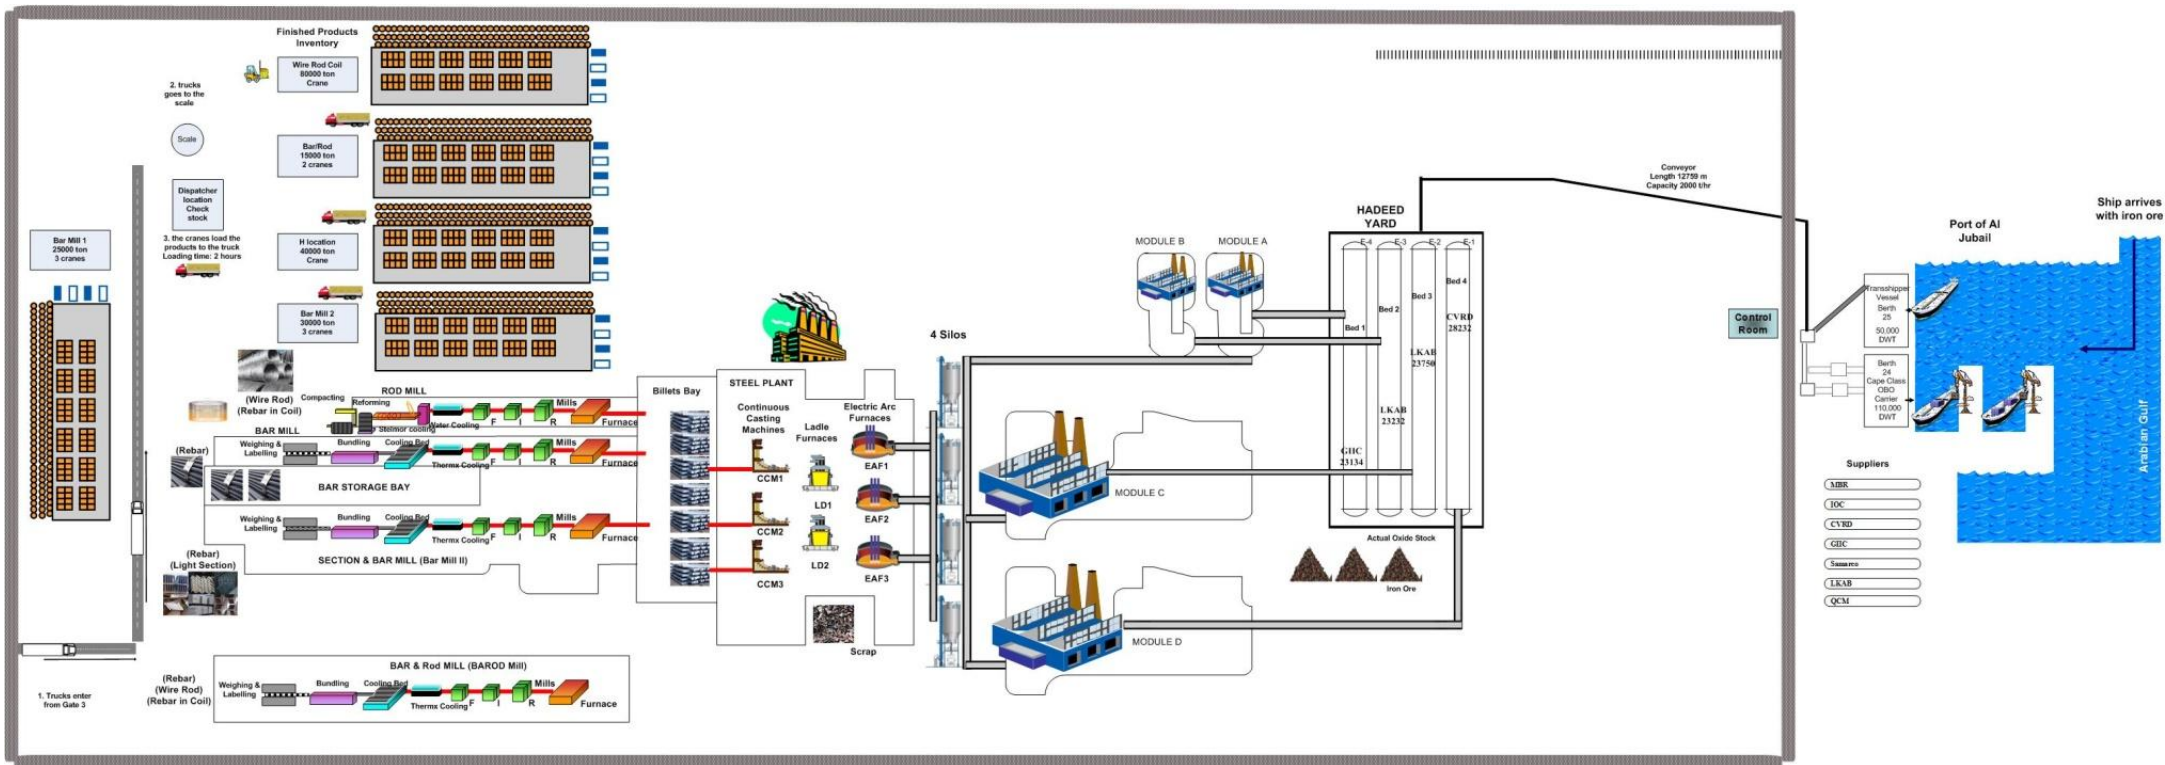 Finished Products
Inventory
Wire Rod Coil
80000 ton
Crane
2. trucks
goes to the
scale
Scale
Bar/Rod
15000 ton
2 cranes
Dispatcher
location
Check
stock
3. the cranes load the
products to the truck
Loading time: 2 hours
H location
40000 ton
Crane
Bar Mill 1
25000 ton
3 cranes
Bar Mill 2
30000 ton
3 cranes
(Wire Rod)
(Rebar in Coil)
ROD MILL
Compacting
Reforming
Stelmor cooling
Water Cooling
F
I
R
Mills
Furnace
BAR MILL
(Rebar)
Weighing &
Labelling
Bundling
Cooling Bed
Thermx Cooling
F
I
R
Mills
Furnace
BAR STORAGE BAY
Weighing &
Labelling
Bundling
Cooling Bed
Thermx Cooling
F
I
R
Mills
Furnace
SECTION & BAR MILL (Bar Mill II)
(Rebar)
(Light Section)
BAR & Rod MILL (BAROD Mill)
(Rebar)
(Wire Rod)
(Rebar in Coil)
Weighing &
Labelling
Bundling
Cooling Bed
Thermx Cooling
F
I
R
Mills
Furnace
1. Trucks enter
from Gate 3
Billets Bay
STEEL PLANT
Continuous
Casting
Machines
CCM1
CCM2
CCM3
Ladle
Furnaces
LD1
LD2
Electric Arc
Furnaces
EAF1
EAF2
EAF3
Scrap
4 Silos
MODULE B
MODULE A
MODULE C
MODULE D
HADEED
YARD
E-4
E-3
E-2
E-1
Bed 1
Bed 2
Bed 3
Bed 4
GIIC
23134
LKAB
23232
LKAB
23750
CVRD
28232
Actual Oxide Stock
Iron Ore
Conveyor
Length 12759 m
Capacity 2000 t/hr
Control
Room
Port of Al
Jubail
Ship arrives
with iron ore
Transshipper
Vessel
Berth
25
50,000
DWT
Berth
24
Cape Class
OBO
Carrier
110,000
DWT
Arabian Gulf
Suppliers
MBR
IOC
CVRD
GIIC
Samarco
LKAB
QCM